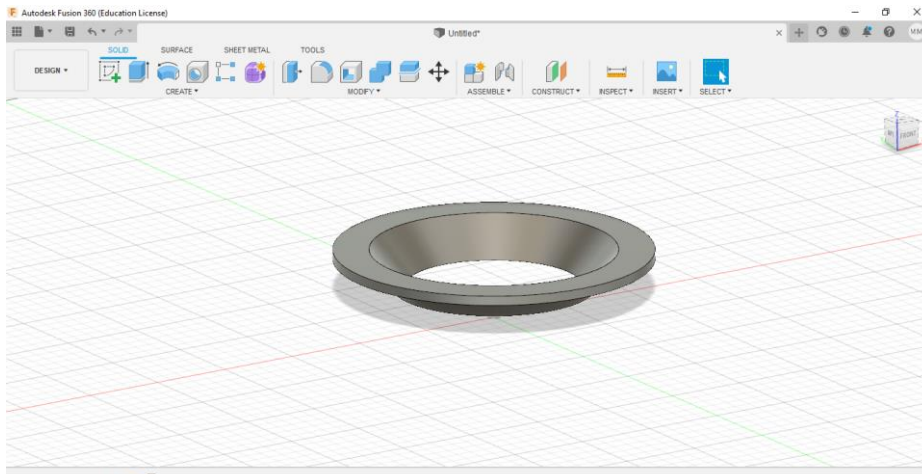 Autodesk Fusion 360 (Education License)
Untitled*
MM
SOLID SURFACE SHEET METAL TOOLS
DESIGN
CREATE MODIFY ASSEMBLE CONSTRUCT INSPECT INSERT SELECT
FRONT